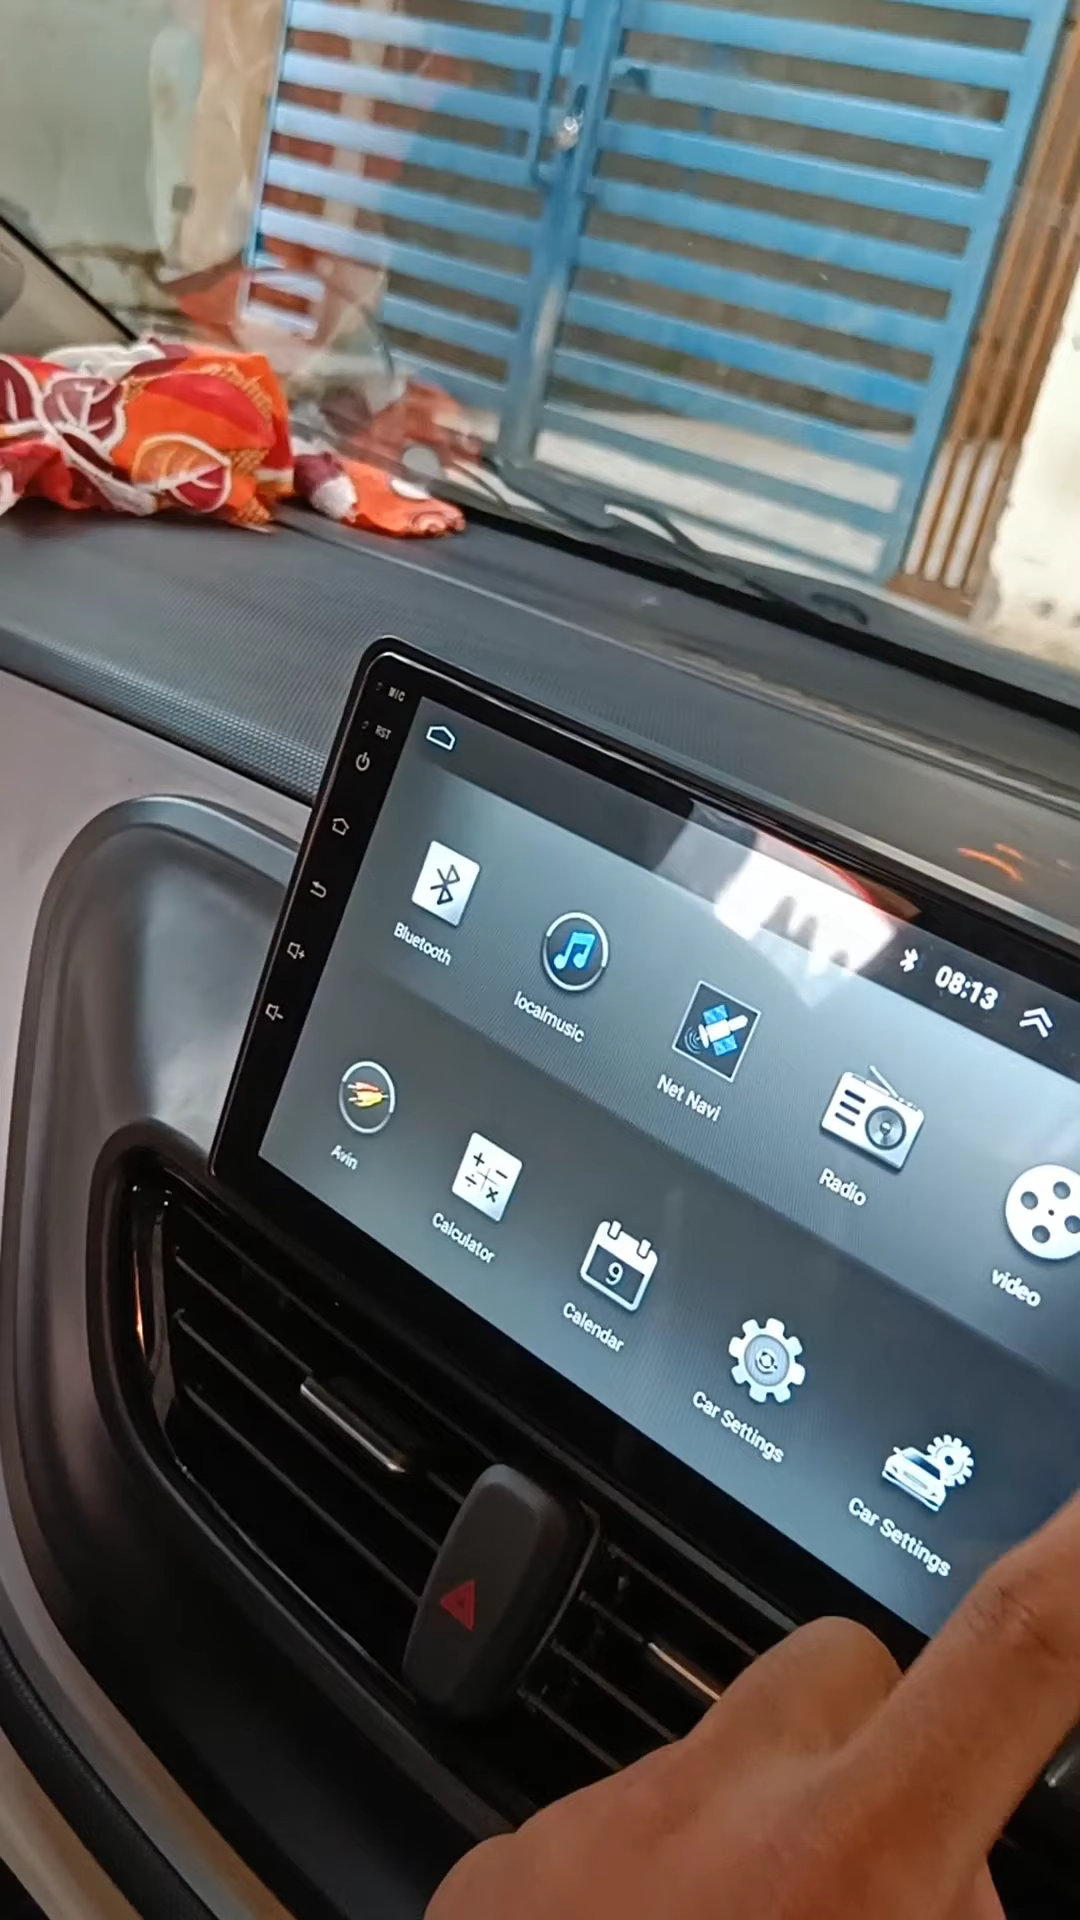 MIC
RST
08:13
Bluetooth
localmusic
Net Navi
Radio
video
Avin
Calculator
9
Calendar
Car Settings
Car Settings